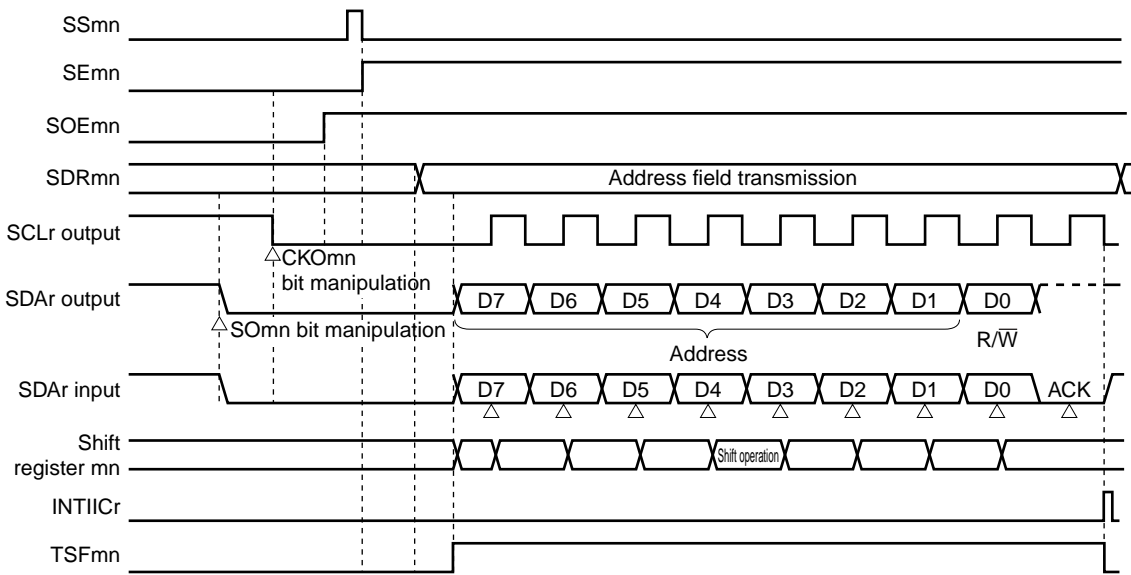 SSmn
SEmn
SOEmn
SDRmn
Address field transmission
SCLr output
CKOmn
bit manipulation
SDAr output
D7 D6 D5 D4 D3 D2 D1 D0
SOmn bit manipulation
R/W̅
Address
SDAr input
D7 D6 D5 D4 D3 D2 D1 D0 ACK
Shift
register mn
Shift operation
INTIICr
TSFmn